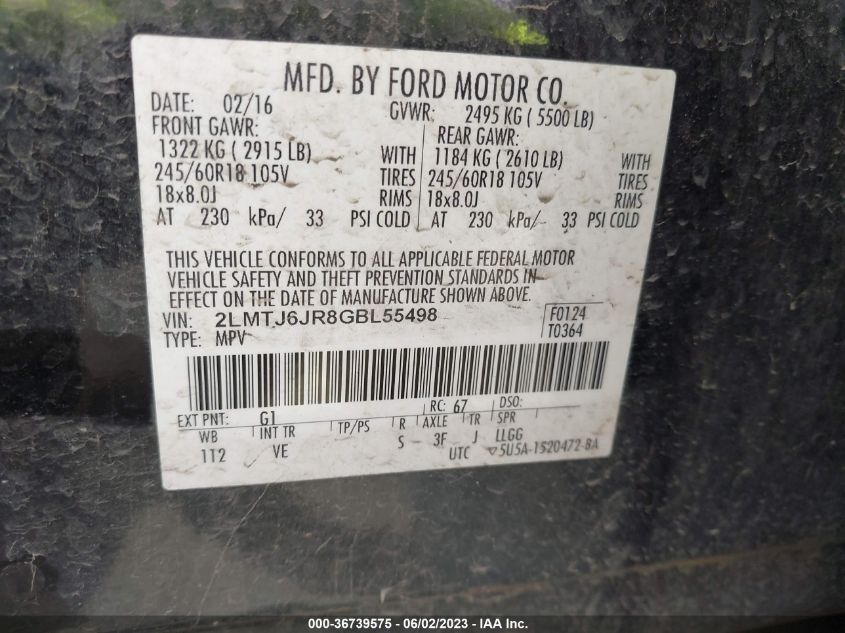 MFD. BY FORD MOTOR CO.
DATE: 02/16 GVWR: 2495 KG ( 5500 LB)
FRONT GAWR: REAR GAWR:
1322 KG ( 2915 LB) WITH 1184 KG ( 2610 LB) WITH
245/60R18 105V TIRES 245/60R18 105V TIRES
18x8.0J RIMS 18x8.0J RIMS
AT 230 kPa/ 33 PSI COLD AT 230 kPa/ 33 PSI COLD
THIS VEHICLE CONFORMS TO ALL APPLICABLE FEDERAL MOTOR
VEHICLE SAFETY AND THEFT PREVENTION STANDARDS IN
EFFECT ON THE DATE OF MANUFACTURE SHOWN ABOVE.
VIN: 2LMTJ6JR8GBL55498 F0124
TYPE: MPV T0364
EXT PNT: G1 RC: 67 DSO:
WB INT TR TP/PS R AXLE TR SPR
112 VE S 3F J LLGG
UTC ▽5U5A-1520472-BA
000-36739575 - 06/02/2023 - IAA Inc.